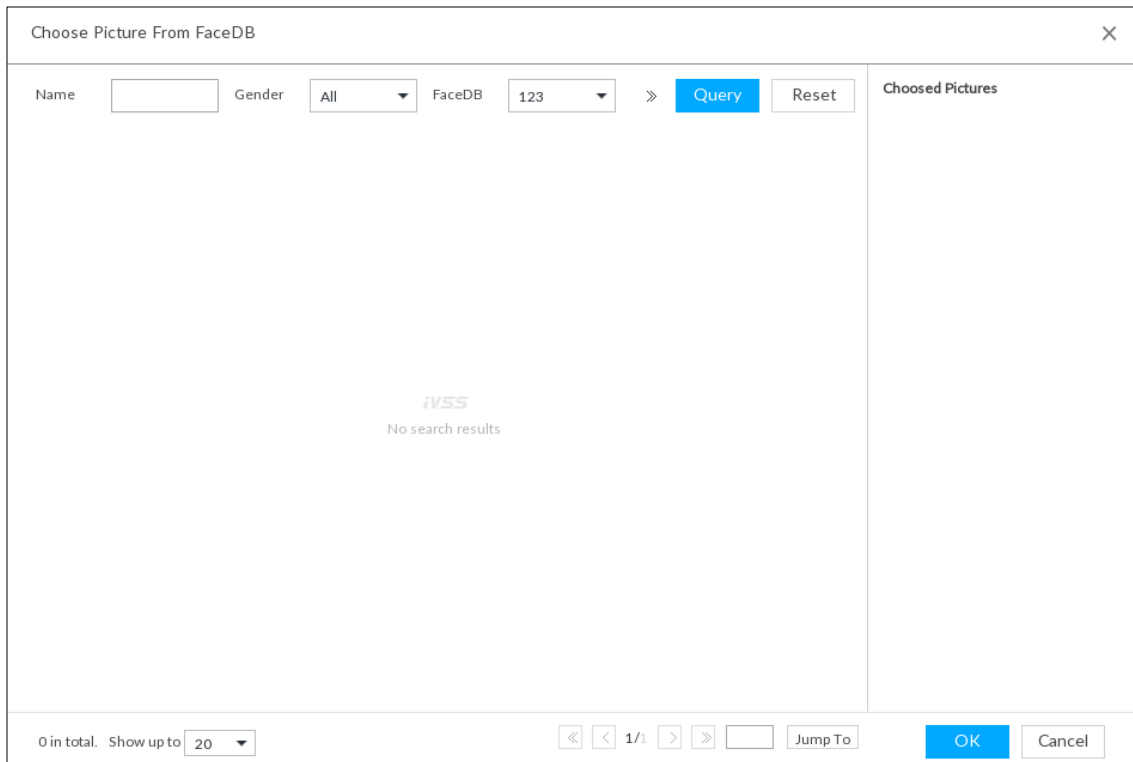 Choose Picture From FaceDB
Name Gender All FaceDB 123 Query Reset
Choosed Pictures
iVSS
No search results
0 in total. Show up to 20 1/1 Jump To OK Cancel